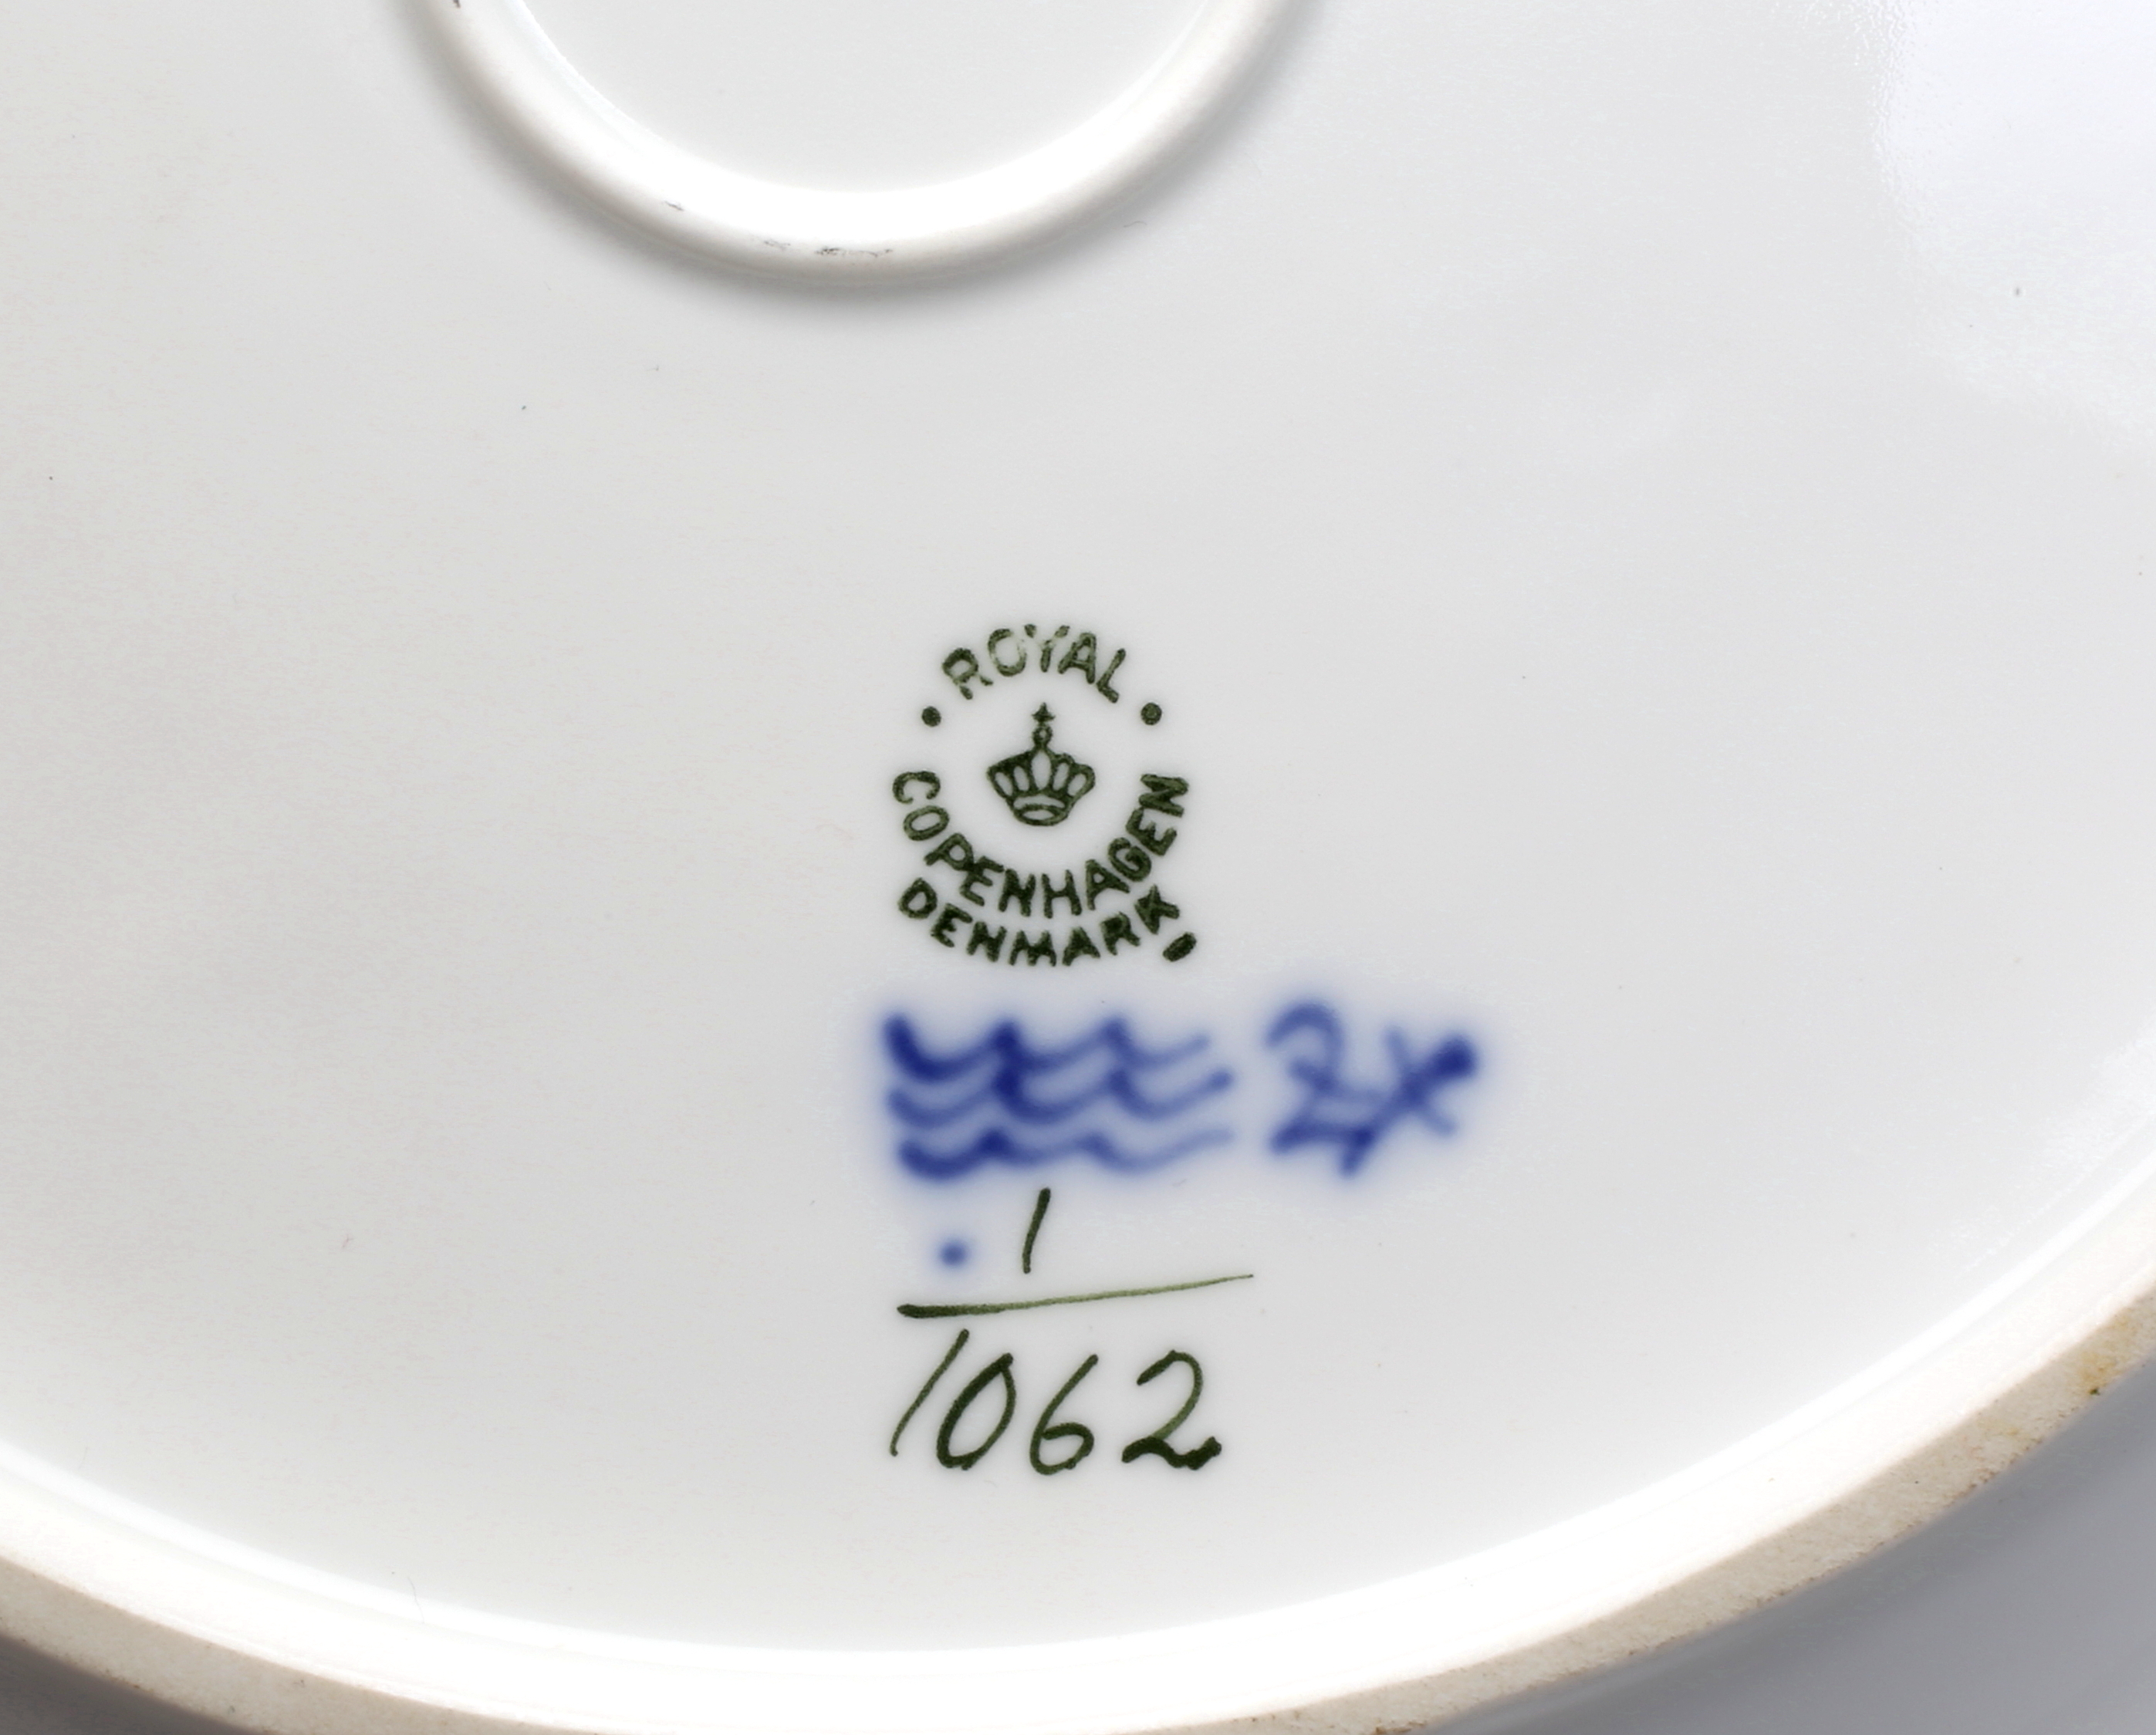 ROYAL
COPENHAGEN
DENMARK
1
1062